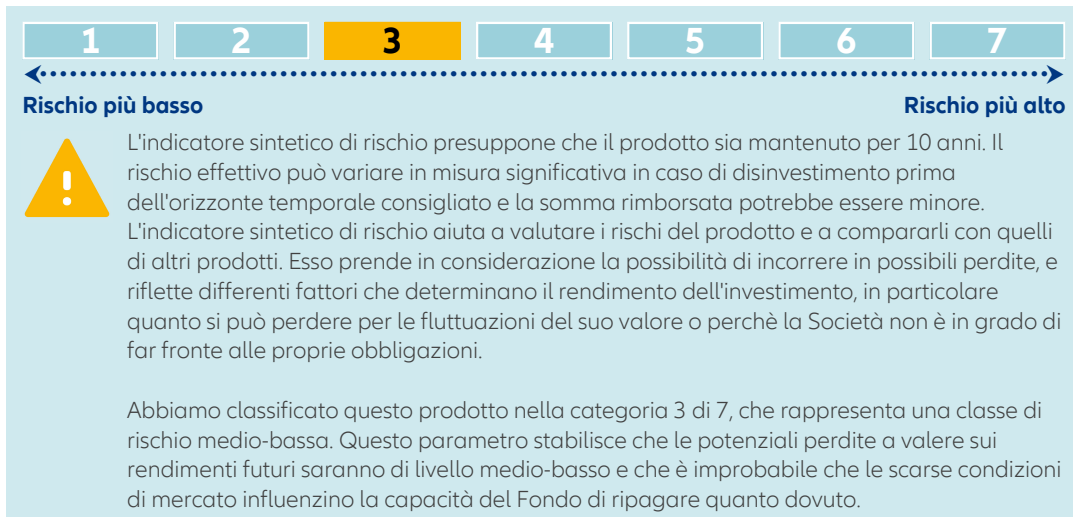 1 2 3 4 5 6 7
Rischio più basso Rischio più alto
L'indicatore sintetico di rischio presuppone che il prodotto sia mantenuto per 10 anni. Il
rischio effettivo può variare in misura significativa in caso di disinvestimento prima
dell'orizzonte temporale consigliato e la somma rimborsata potrebbe essere minore.
L'indicatore sintetico di rischio aiuta a valutare i rischi del prodotto e a compararli con quelli
di altri prodotti. Esso prende in considerazione la possibilità di incorrere in possibili perdite, e
riflette differenti fattori che determinano il rendimento dell'investimento, in particolare
quanto si può perdere per le fluttuazioni del suo valore o perchè la Società non è in grado di
far fronte alle proprie obbligazioni.
Abbiamo classificato questo prodotto nella categoria 3 di 7, che rappresenta una classe di
rischio medio-bassa. Questo parametro stabilisce che le potenziali perdite a valere sui
rendimenti futuri saranno di livello medio-basso e che è improbabile che le scarse condizioni
di mercato influenzino la capacità del Fondo di ripagare quanto dovuto.